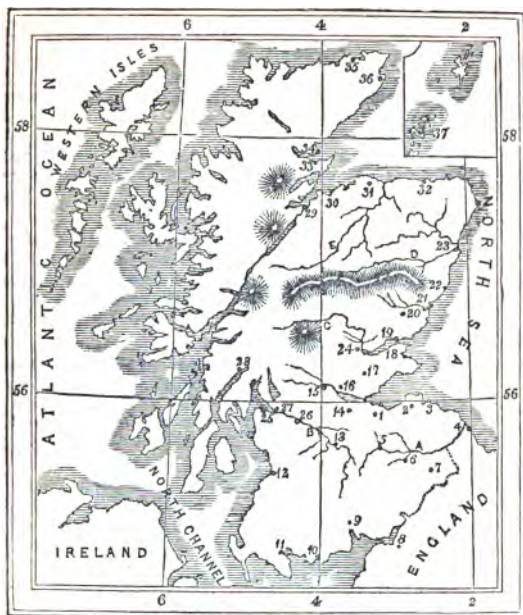 6 4 2
ATLANTIC OCEAN
WESTERN ISLES
35
36
37
58 58
33
31 32
30
29
E
D 23
NORTH SEA
22
21
20
C
19
24 18
17
28
56 56
15 16
14 1 2 3
25 27 26
4
B
13 5 A
6
7
12
NORTH CHANNEL
9
8
11 10
IRELAND
ENGLAND
6 4 2